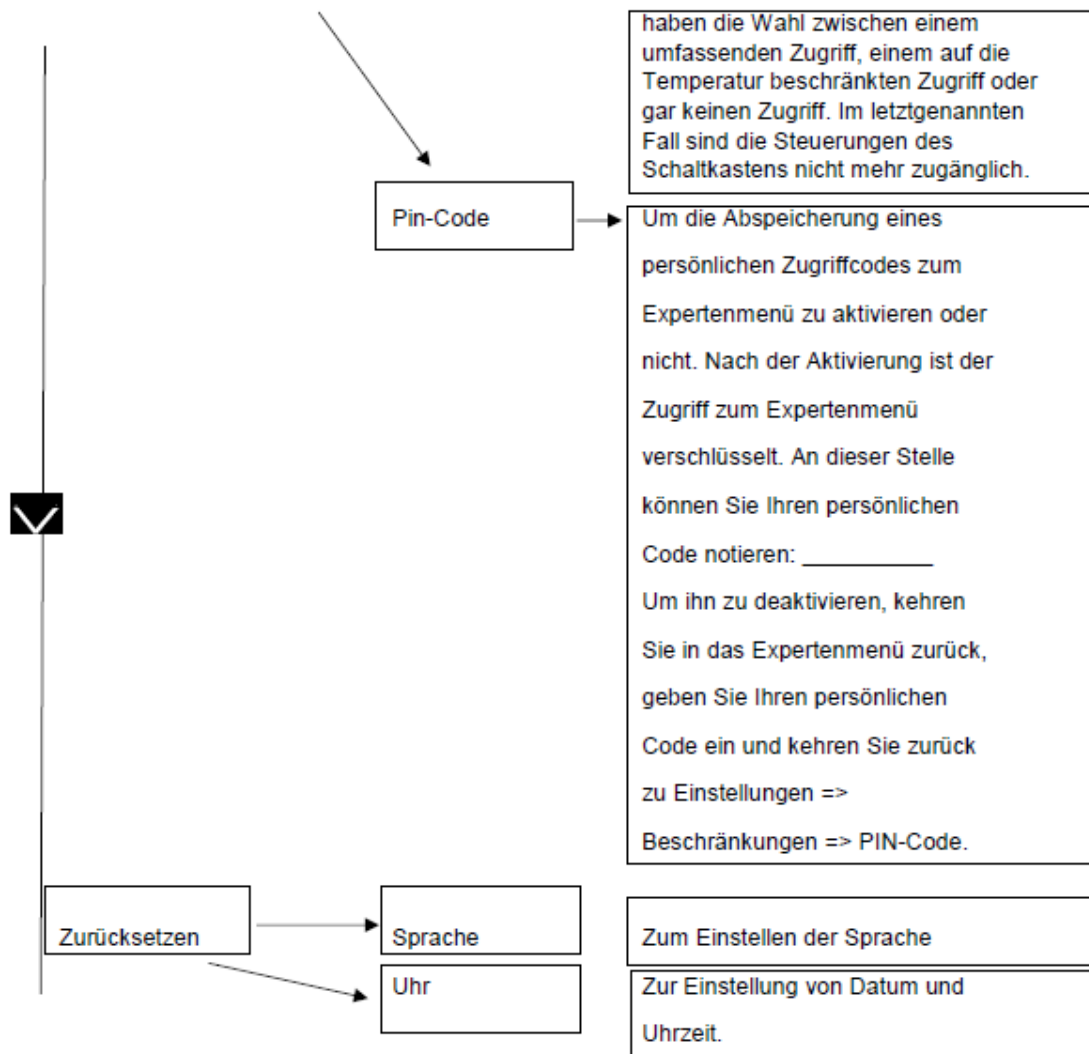 haben die Wahl zwischen einem
umfassenden Zugriff, einem auf die
Temperatur beschränkten Zugriff oder
gar keinen Zugriff. Im letztgenannten
Fall sind die Steuerungen des
Schaltkastens nicht mehr zugänglich.
Pin-Code
Um die Abspeicherung eines
persönlichen Zugriffcodes zum
Expertenmenü zu aktivieren oder
nicht. Nach der Aktivierung ist der
Zugriff zum Expertenmenü
verschlüsselt. An dieser Stelle
können Sie Ihren persönlichen
Code notieren: __________
Um ihn zu deaktivieren, kehren
Sie in das Expertenmenü zurück,
geben Sie Ihren persönlichen
Code ein und kehren Sie zurück
zu Einstellungen =>
Beschränkungen => PIN-Code.
Zurücksetzen
Sprache
Zum Einstellen der Sprache
Uhr
Zur Einstellung von Datum und
Uhrzeit.